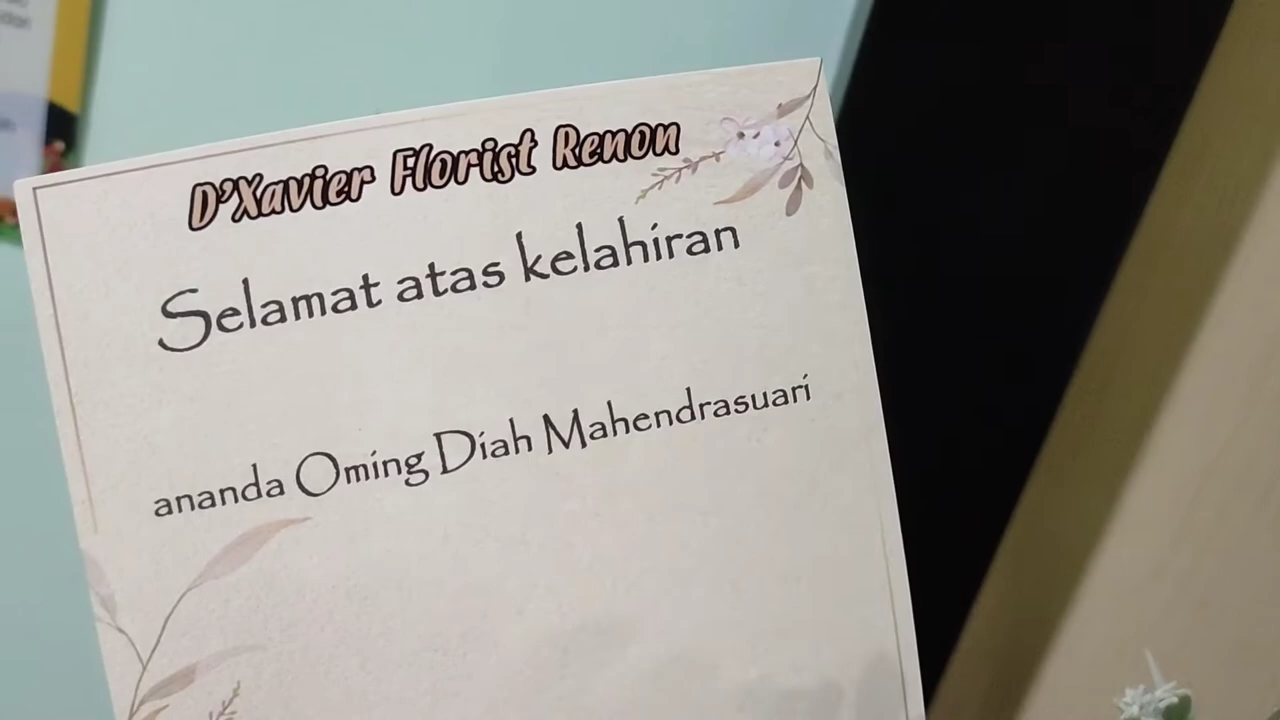 D'Xavier Florist Renon
Selamat atas kelahiran
ananda Oming Diah Mahendrasuari